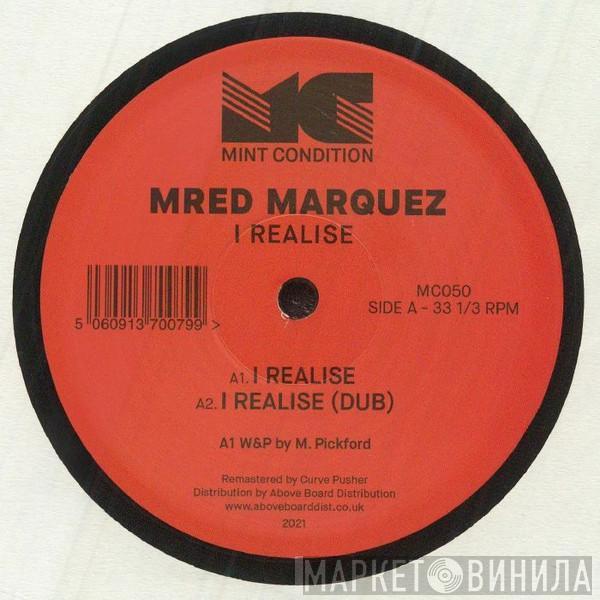 MC
MINT CONDITION
MRED MARQUEZ
I REALISE
5 060913 700799 >
MC050
SIDE A - 33 1/3 RPM
A1. I REALISE
A2. I REALISE (DUB)
A1 W&P by M. Pickford
Remastered by Curve Pusher
Distribution by Above Board Distribution
www.aboveboarddist.co.uk
2021
МАРКЕТ ВИНИЛА